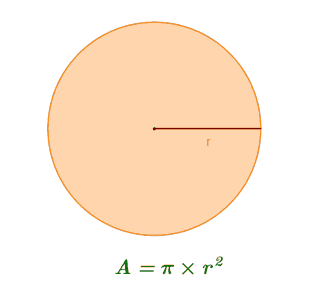 r
A = π × r²